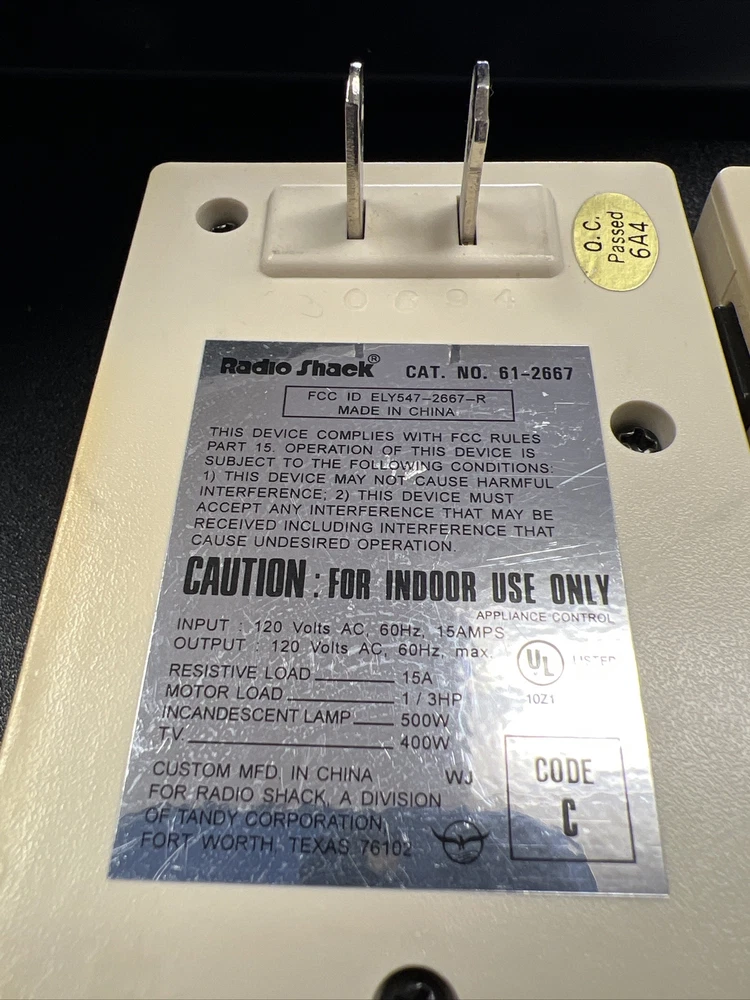 Q.C.
Passed
6A4
30694
Radio Shack® CAT. NO. 61-2667
FCC ID ELY547-2667-R
MADE IN CHINA
THIS DEVICE COMPLIES WITH FCC RULES
PART 15. OPERATION OF THIS DEVICE IS
SUBJECT TO THE FOLLOWING CONDITIONS:
1) THIS DEVICE MAY NOT CAUSE HARMFUL
INTERFERENCE; 2) THIS DEVICE MUST
ACCEPT ANY INTERFERENCE THAT MAY BE
RECEIVED INCLUDING INTERFERENCE THAT
CAUSE UNDESIRED OPERATION.
CAUTION : FOR INDOOR USE ONLY
APPLIANCE CONTROL
INPUT : 120 Volts AC, 60Hz, 15AMPS
OUTPUT : 120 Volts AC, 60Hz, max.
UL LISTED
10Z1
RESISTIVE LOAD 15A
MOTOR LOAD 1/3HP
INCANDESCENT LAMP 500W
TV 400W
CUSTOM MFD. IN CHINA WJ
FOR RADIO SHACK, A DIVISION
OF TANDY CORPORATION
FORT WORTH, TEXAS 76102
CODE
C